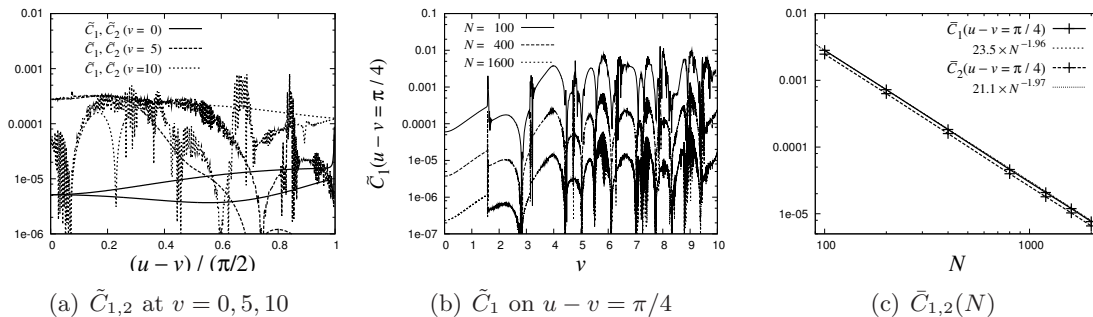 0.01
0.001
0.0001
1e-05
1e-06
C̃₁, C̃₂ (v = 0)
C̃₁, C̃₂ (v = 5)
C̃₁, C̃₂ (v =10)
0 0.2 0.4 0.6 0.8 1
(u − v) / (π/2)
(a) C̃₁,₂ at v = 0, 5, 10
C̃₁(u − v = π / 4)
0.1
0.01
0.001
0.0001
1e-05
1e-06
1e-07
N = 100
N = 400
N = 1600
0 1 2 3 4 5 6 7 8 9 10
v
(b) C̃₁ on u − v = π/4
0.01
0.001
0.0001
1e-05
C̄₁(u − v = π / 4)
23.5 × N⁻¹·⁹⁶
C̄₂(u − v = π / 4)
21.1 × N⁻¹·⁹⁷
100 1000
N
(c) C̄₁,₂(N)